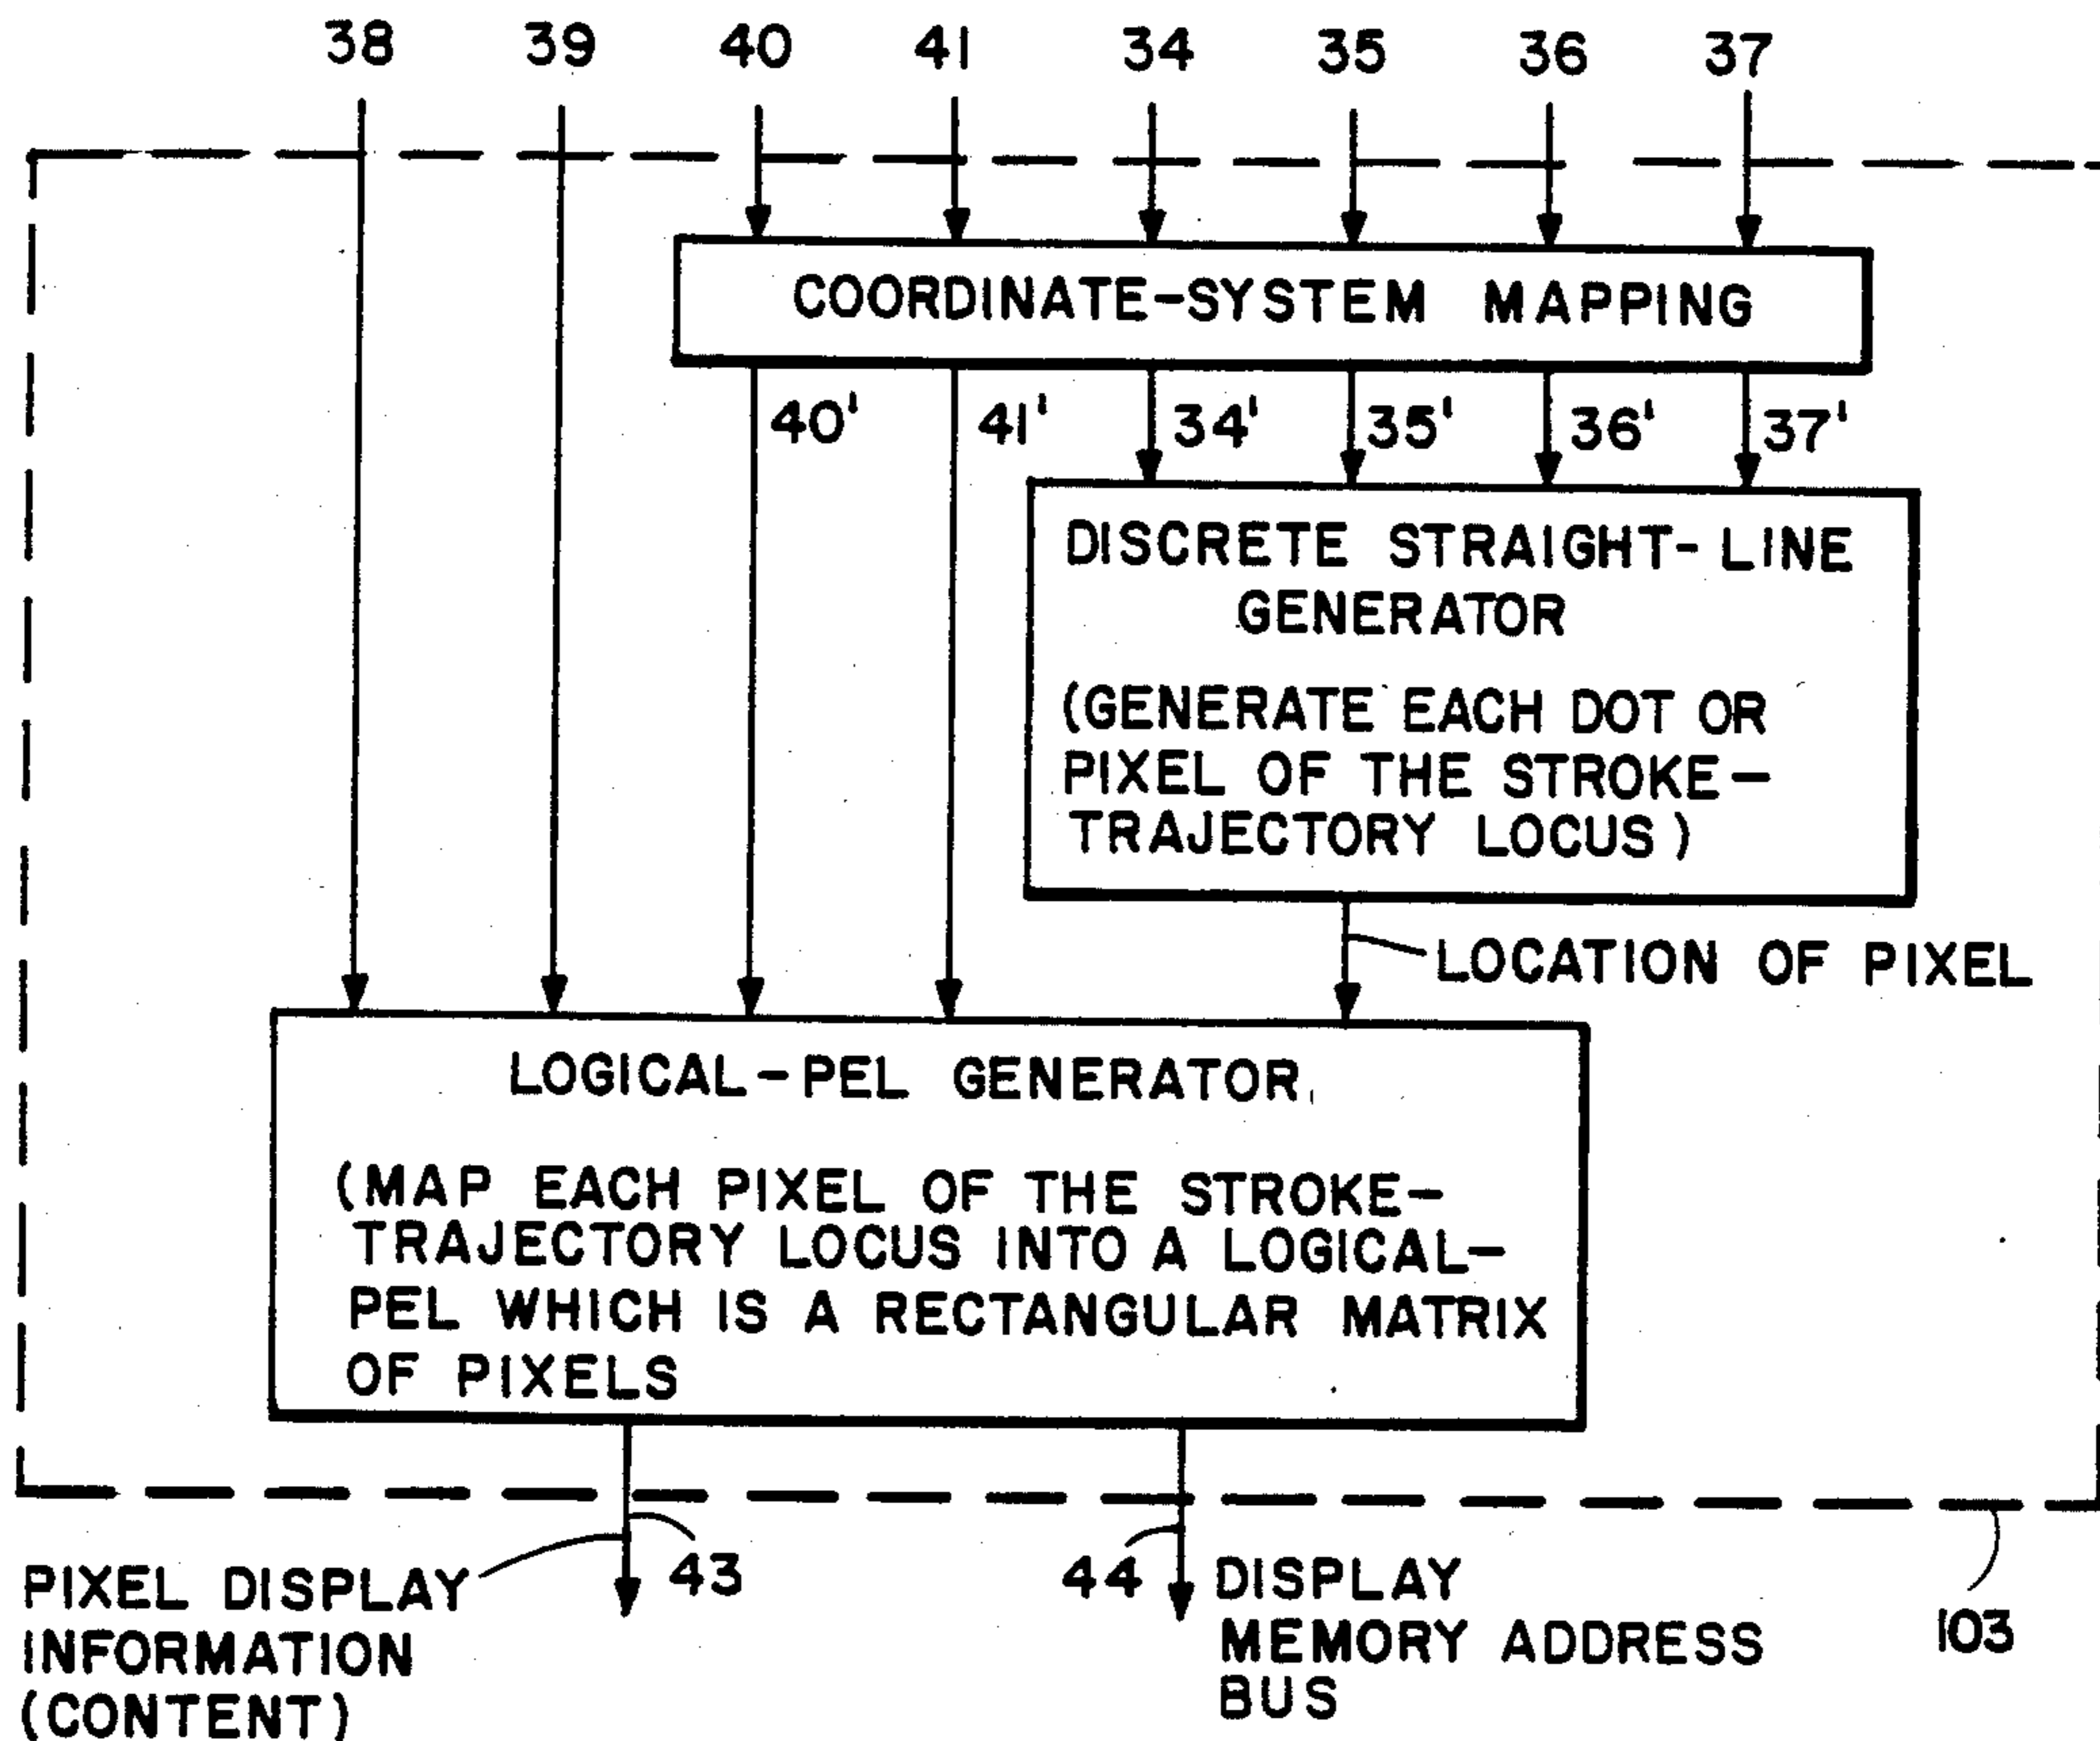 38 39 40 41 34 35 36 37
COORDINATE-SYSTEM MAPPING
40' 41' 34' 35' 36' 37'
DISCRETE STRAIGHT-LINE
GENERATOR
(GENERATE EACH DOT OR
PIXEL OF THE STROKE-
TRAJECTORY LOCUS)
LOCATION OF PIXEL
LOGICAL-PEL GENERATOR
(MAP EACH PIXEL OF THE STROKE-
TRAJECTORY LOCUS INTO A LOGICAL-
PEL WHICH IS A RECTANGULAR MATRIX
OF PIXELS
PIXEL DISPLAY
INFORMATION
(CONTENT)
43
44
DISPLAY
MEMORY ADDRESS
BUS
103